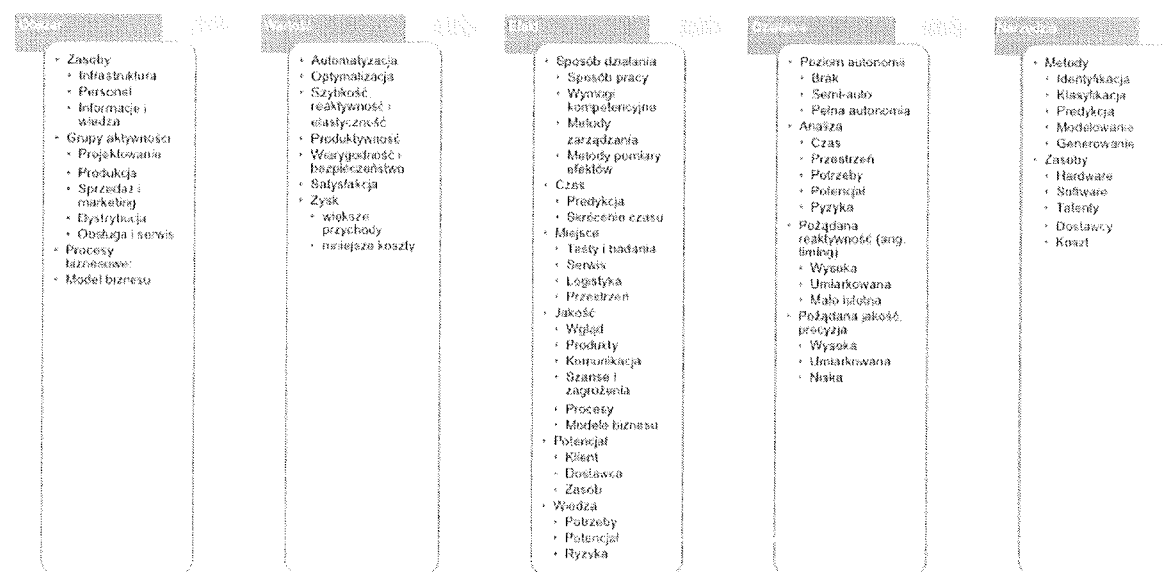 Narzędzia
• Zasoby
• Infrastruktura
• Personel
• Informacje i
wiedza
• Grupy aktywności
• Projektowanie
• Produkcja
• Sprzedaż i
marketing
• Dystrybucja
• Obsługa i serwis
• Procesy
biznesowe:
• Model biznesu
• Automatyzacja
• Optymalizacja
• Szybkość,
reaktywność i
elastyczność
• Produktywność
• Wiarygodność i
bezpieczeństwo
• Satysfakcja
• Zysk
• większe
przychody
• mniejsze koszty
• Sposób działania
• Sposób pracy
• Wymogi
kompetencyjne
• Metody
zarządzania
• Metody pomiary
efektów
• Czas
• Predykcja
• Skrócenie czasu
• Miejsce
• Testy i badania
• Serwis
• Logistyka
• Przestrzeń
• Jakość
• Wgląd
• Produkty
• Komunikacja
• Szanse i
zagrożenia
• Procesy
• Modele biznesu
• Potencjał
• Klient
• Dostawca
• Zasób
• Wiedza
• Potrzeby
• Potencjał
• Ryzyka
• Poziom autonomii
• Brak
• Semi-auto
• Pełna autonomia
• Analiza
• Czas
• Przestrzeń
• Potrzeby
• Potencjał
• Pyzyka
• Pożądana
reaktywność (ang.
timing)
• Wysoka
• Umiarkowana
• Mało istotna
• Pożądana jakość,
precyzja
• Wysoka
• Umiarkowana
• Niska
• Metody
• Identyfikacja
• Klasyfikacja
• Predykcja
• Modelowanie
• Generowanie
• Zasoby
• Hardware
• Software
• Talenty
• Dostawcy
• Koszt